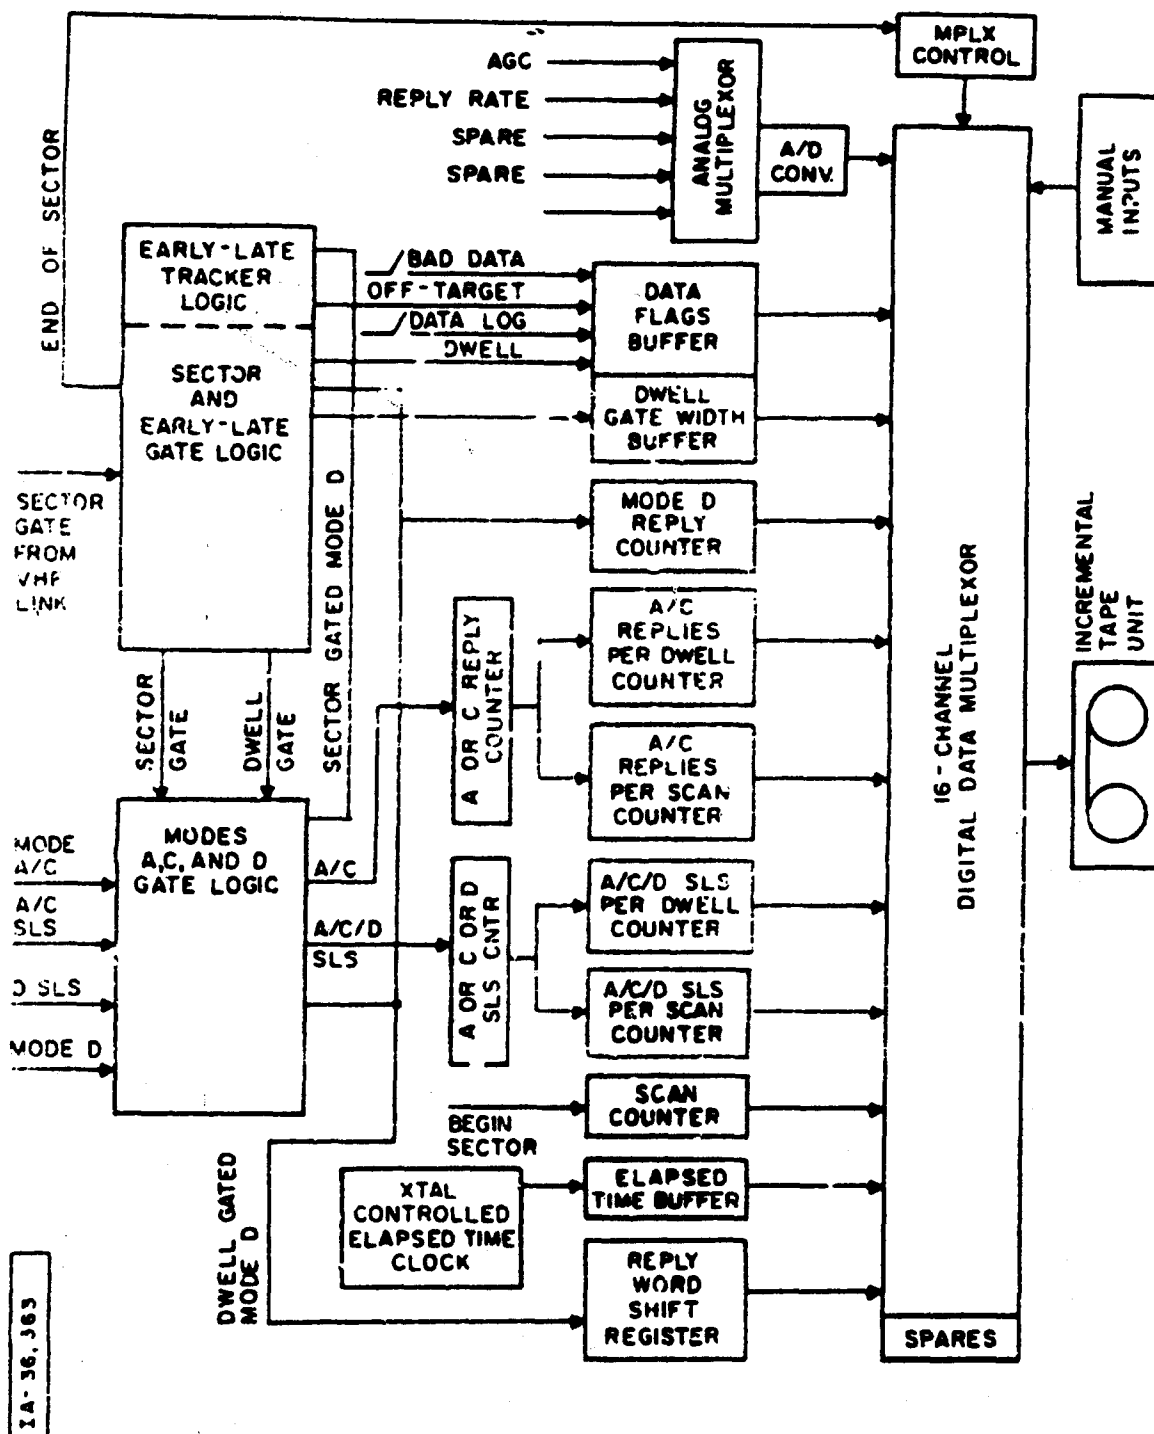 MPLX
CONTROL
AGC
REPLY RATE
SPARE
SPARE
ANALOG
MULTIPLEXOR
A/D
CONV.
MANUAL
INPUTS
END OF SECTOR
EARLY-LATE
TRACKER
LOGIC
SECTOR
AND
EARLY-LATE
GATE LOGIC
BAD DATA
OFF-TARGET
DATA LOG
DWELL
DATA
FLAGS
BUFFER
DWELL
GATE WIDTH
BUFFER
SECTOR
GATE
FROM
VHF
LINK
SECTOR GATED MODE D
MODE D
REPLY
COUNTER
A/C
REPLIES
PER DWELL
COUNTER
A OR C REPLY
COUNTER
A/C
REPLIES
PER SCAN
COUNTER
16-CHANNEL
DIGITAL DATA MULTIPLEXOR
INCREMENTAL
TAPE
UNIT
SECTOR
GATE
DWELL
GATE
MODE
A/C
A/C
SLS
D SLS
MODE D
MODES
A,C, AND D
GATE LOGIC
A/C
A/C/D
SLS
A OR C OR D
SLS CNTR
A/C/D SLS
PER DWELL
COUNTER
A/C/D SLS
PER SCAN
COUNTER
BEGIN
SECTOR
SCAN
COUNTER
XTAL
CONTROLLED
ELAPSED TIME
CLOCK
ELAPSED
TIME BUFFER
DWELL GATED
MODE D
REPLY
WORD
SHIFT
REGISTER
SPARES
IA-36,363